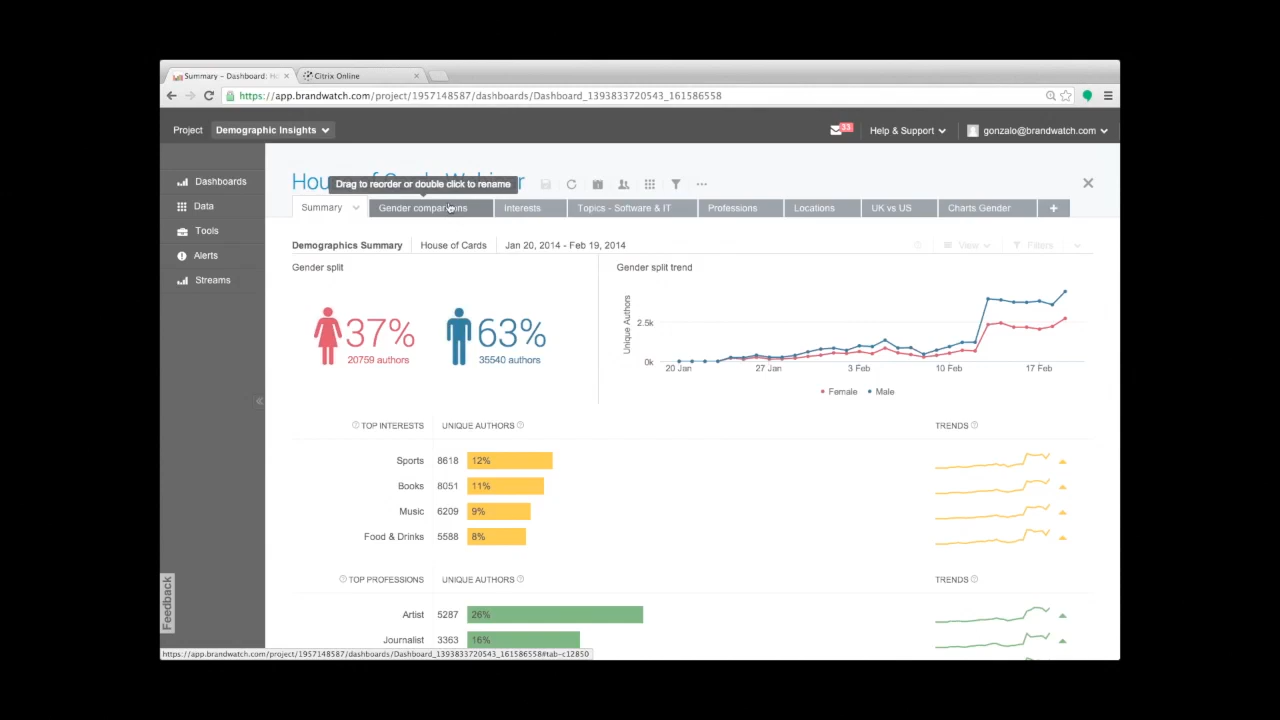 Summary – Dashboard: Ho
Citrix Online
https://app.brandwatch.com/project/1957148587/dashboards/Dashboard_1393833720543_161586558
Project
Demographic Insights
33
Help & Support
gonzalo@brandwatch.com
Dashboards
Data
Tools
Alerts
Streams
Feedback
Drag to reorder or double click to rename
Summary
Gender comparisons
Interests
Topics - Software & IT
Professions
Locations
UK vs US
Charts Gender
+
Demographics Summary
House of Cards
Jan 20, 2014 - Feb 19, 2014
View
Filters
Gender split
Gender split trend
37%
20759 authors
63%
35540 authors
Unique Authors
2.5k
0k
20 Jan
27 Jan
3 Feb
10 Feb
17 Feb
Female
Male
TOP INTERESTS
UNIQUE AUTHORS
TRENDS
Sports 8618 12%
Books 8051 11%
Music 6209 9%
Food & Drinks 5588 8%
TOP PROFESSIONS
UNIQUE AUTHORS
TRENDS
Artist 5287 26%
Journalist 3363 16%
https://app.brandwatch.com/project/1957148587/dashboards/Dashboard_1393833720543_161586558#tab-c12850